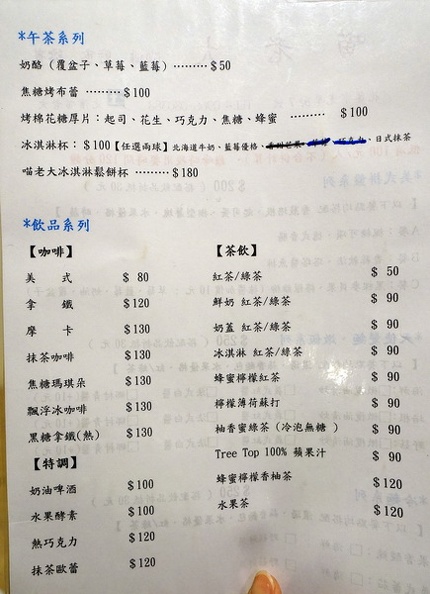 *午茶系列
奶酪（覆盆子、草莓、藍莓）………$50
焦糖烤布蕾 ………$100
烤棉花糖厚片：起司、花生、巧克力、焦糖、蜂蜜 ……… $100
冰淇淋杯：$100【任選兩球】北海道牛奶、藍莓優格、 、日式抹茶
喵老大冰淇淋鬆餅杯 ………$180
*飲品系列
【咖啡】
美 式 $ 80
拿 鐵 $120
摩 卡 $130
抹茶咖啡 $130
焦糖瑪琪朵 $130
飄浮冰咖啡 $130
黑糖拿鐵(熱) $130
【特調】
奶油啤酒 $100
水果酵素 $100
熱巧克力 $120
抹茶歐蕾 $120
【茶飲】
紅茶/綠茶 $ 50
鮮奶 紅茶/綠茶 $ 90
奶蓋 紅茶/綠茶 $ 90
冰淇淋 紅茶/綠茶 $ 90
蜂蜜檸檬紅茶 $ 90
檸檬薄荷蘇打 $ 90
柚香蜜綠茶（冷泡無糖 ） $ 90
Tree Top 100% 蘋果汁 $ 90
蜂蜜檸檬香柚茶 $120
水果茶 $120